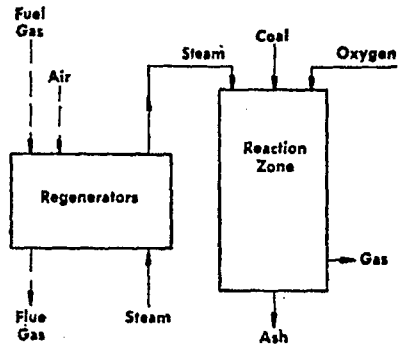 Fuel
Gas
Air
Steam
Coal
Oxygen
Regenerators
Reaction
Zone
Gas
Flue
Gas
Steam
Ash